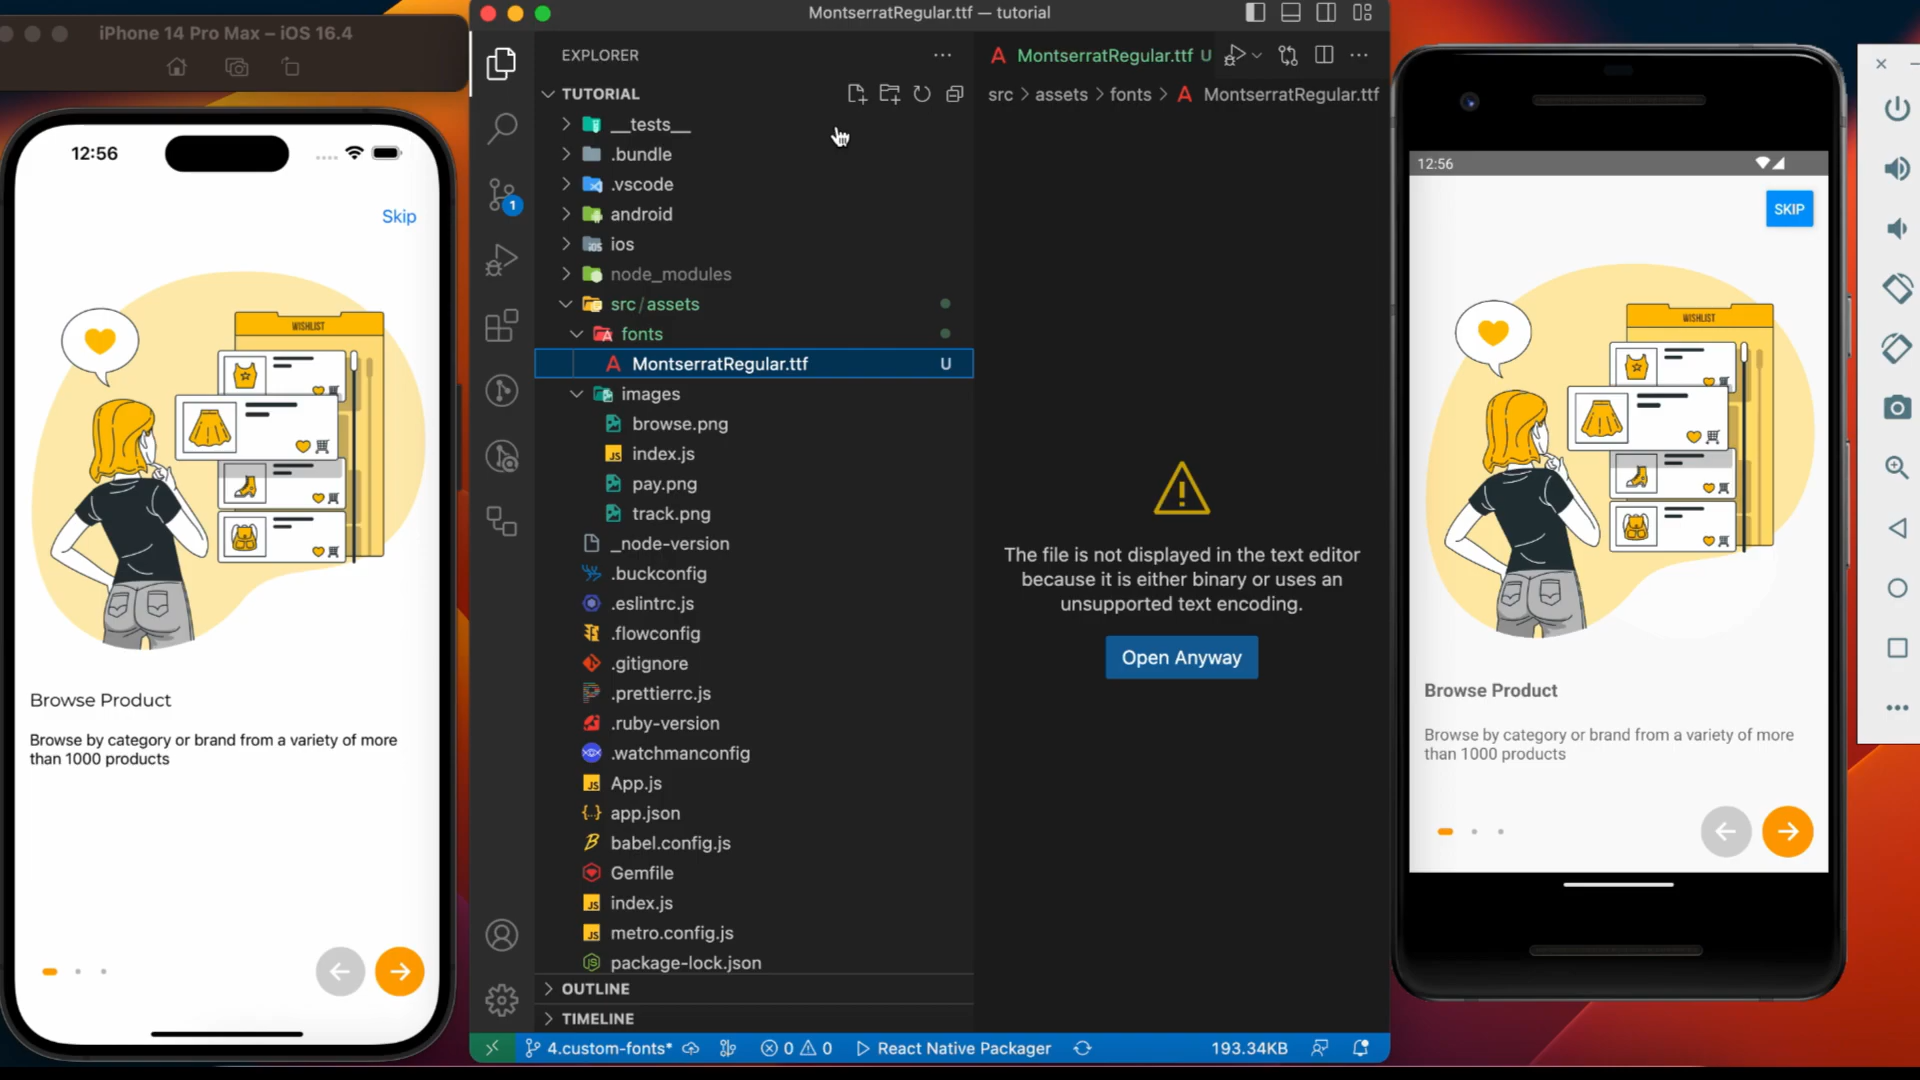 iPhone 14 Pro Max – iOS 16.4
12:56
Skip
WISHLIST
Browse Product
Browse by category or brand from a variety of more
than 1000 products
MontserratRegular.ttf — tutorial
EXPLORER
TUTORIAL
__tests__
.bundle
.vscode
android
ios
node_modules
src/assets
fonts
MontserratRegular.ttf U
images
browse.png
index.js
pay.png
track.png
_node-version
.buckconfig
.eslintrc.js
.flowconfig
.gitignore
.prettierrc.js
.ruby-version
.watchmanconfig
App.js
app.json
babel.config.js
Gemfile
index.js
metro.config.js
package-lock.json
OUTLINE
TIMELINE
1
MontserratRegular.ttf U
src > assets > fonts > MontserratRegular.ttf
The file is not displayed in the text editor
because it is either binary or uses an
unsupported text encoding.
Open Anyway
4.custom-fonts* 0 0 React Native Packager 193.34KB
12:56
SKIP
WISHLIST
Browse Product
Browse by category or brand from a variety of more
than 1000 products